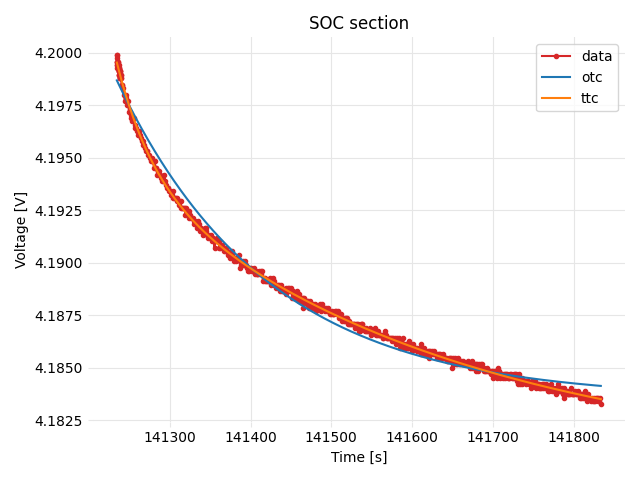 SOC section
4.2000
4.1975
4.1950
4.1925
4.1900
4.1875
4.1850
4.1825
Voltage [V]
data
otc
ttc
141300 141400 141500 141600 141700 141800
Time [s]